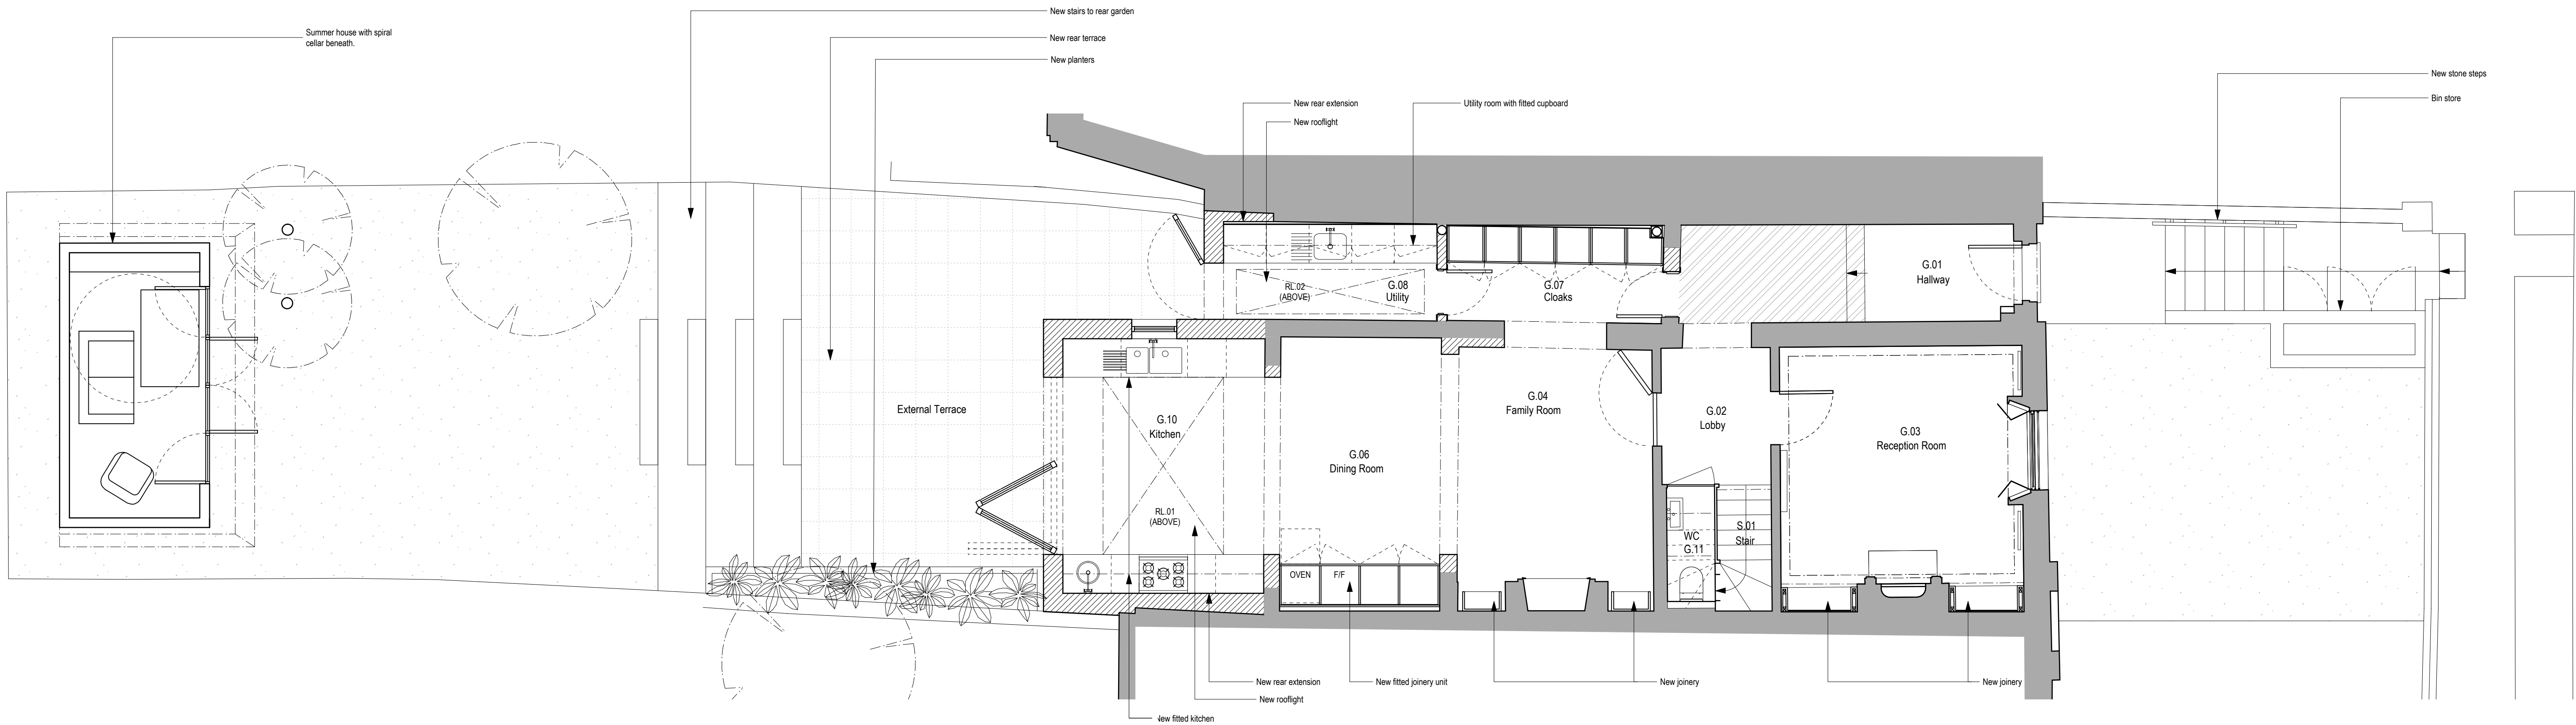 New stairs to rear garden
Summer house with spiral
cellar beneath.
New rear terrace
New planters
New stone steps
Bin store
New rear extension
Utility room with fitted cupboard
New rooflight
G.01
Hallway
RL.02
(ABOVE)
G.08
Utility
G.07
Cloaks
External Terrace
G.10
Kitchen
G.04
Family Room
G.02
Lobby
G.03
Reception Room
G.06
Dining Room
RL.01
(ABOVE)
S.01
Stair
WC
G.11
OVEN
F/F
New rear extension
New fitted joinery unit
New joinery
New joinery
New rooflight
New fitted kitchen